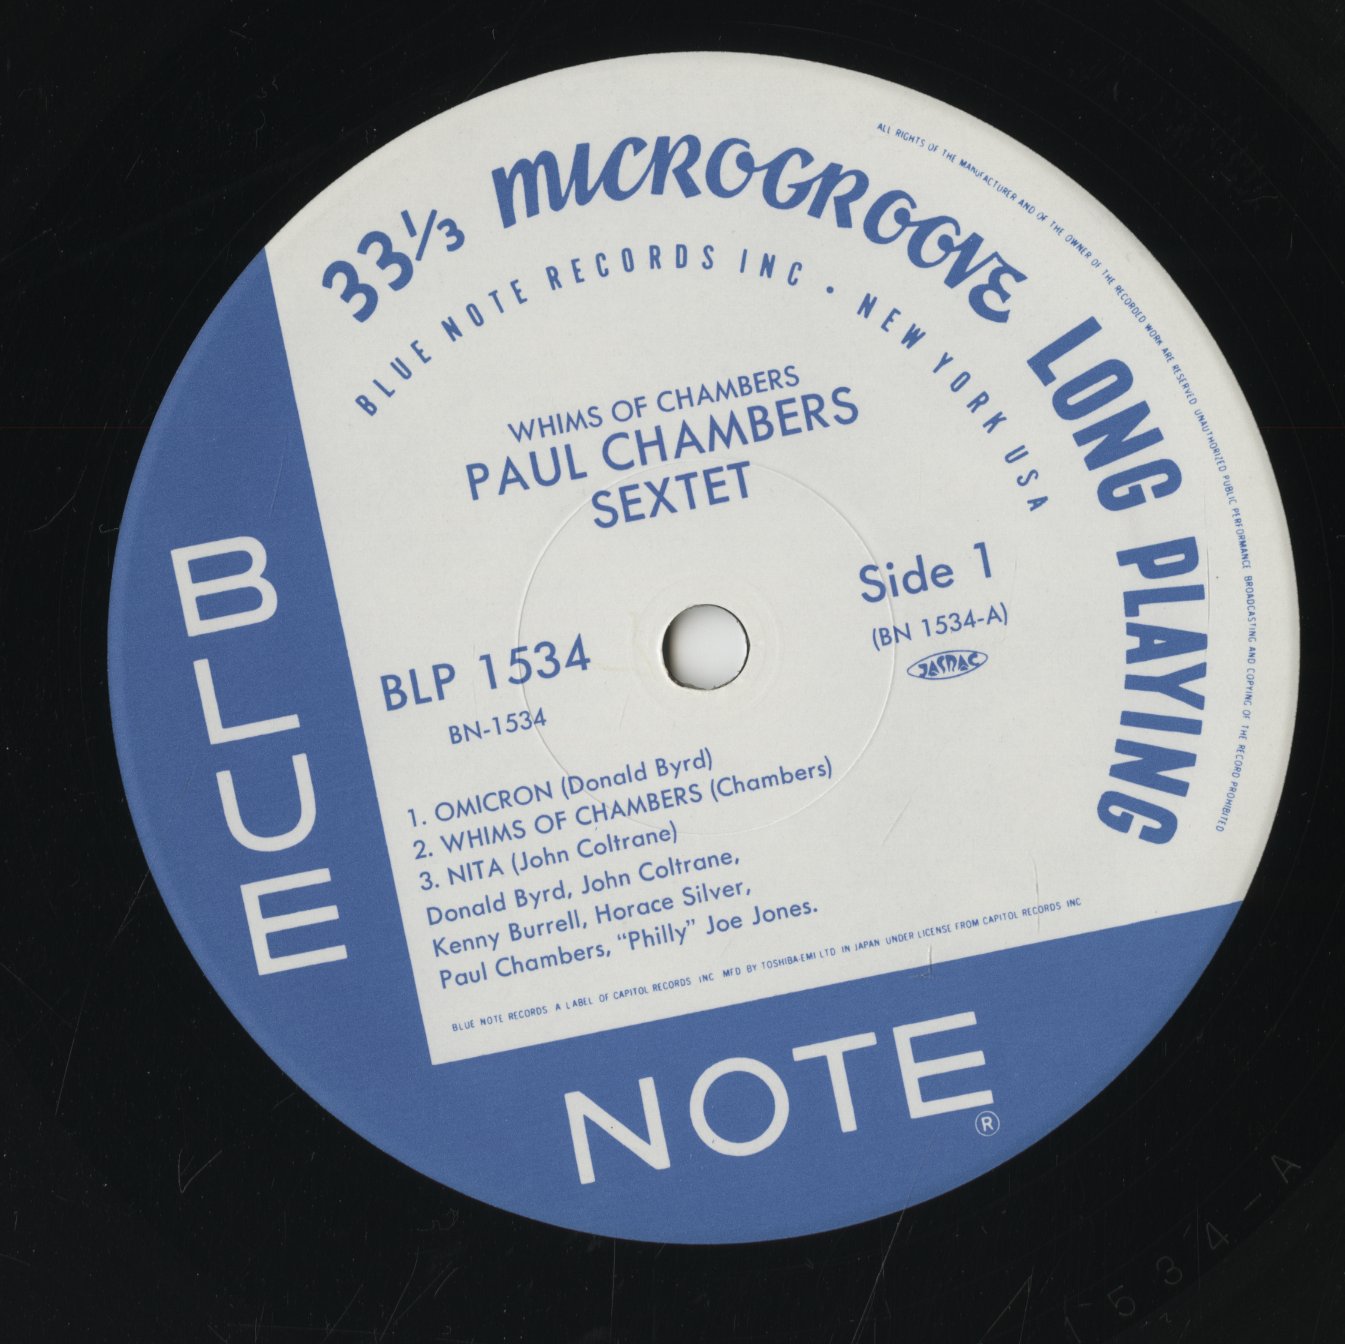 33 1/3 MICROGROOVE LONG PLAYING
ALL RIGHTS OF THE MANUFACTURER AND OF THE OWNER OF THE RECORDED WORK ARE RESERVED. UNAUTHORIZED PUBLIC PERFORMANCE BROADCASTING AND COPYING OF THE RECORD PROHIBITED
BLUE NOTE RECORDS INC • NEW YORK USA
WHIMS OF CHAMBERS
PAUL CHAMBERS
SEXTET
Side 1
(BN 1534-A)
JASRAC
BLP 1534
BN-1534
1. OMICRON (Donald Byrd)
2. WHIMS OF CHAMBERS (Chambers)
3. NITA (John Coltrane)
Donald Byrd, John Coltrane,
Kenny Burrell, Horace Silver,
Paul Chambers, “Philly” Joe Jones.
BLUE NOTE RECORDS A LABEL OF CAPITOL RECORDS INC MFD BY TOSHIBA-EMI LTD IN JAPAN UNDER LICENSE FROM CAPITOL RECORDS INC
BLUE
NOTE ®
1534-A